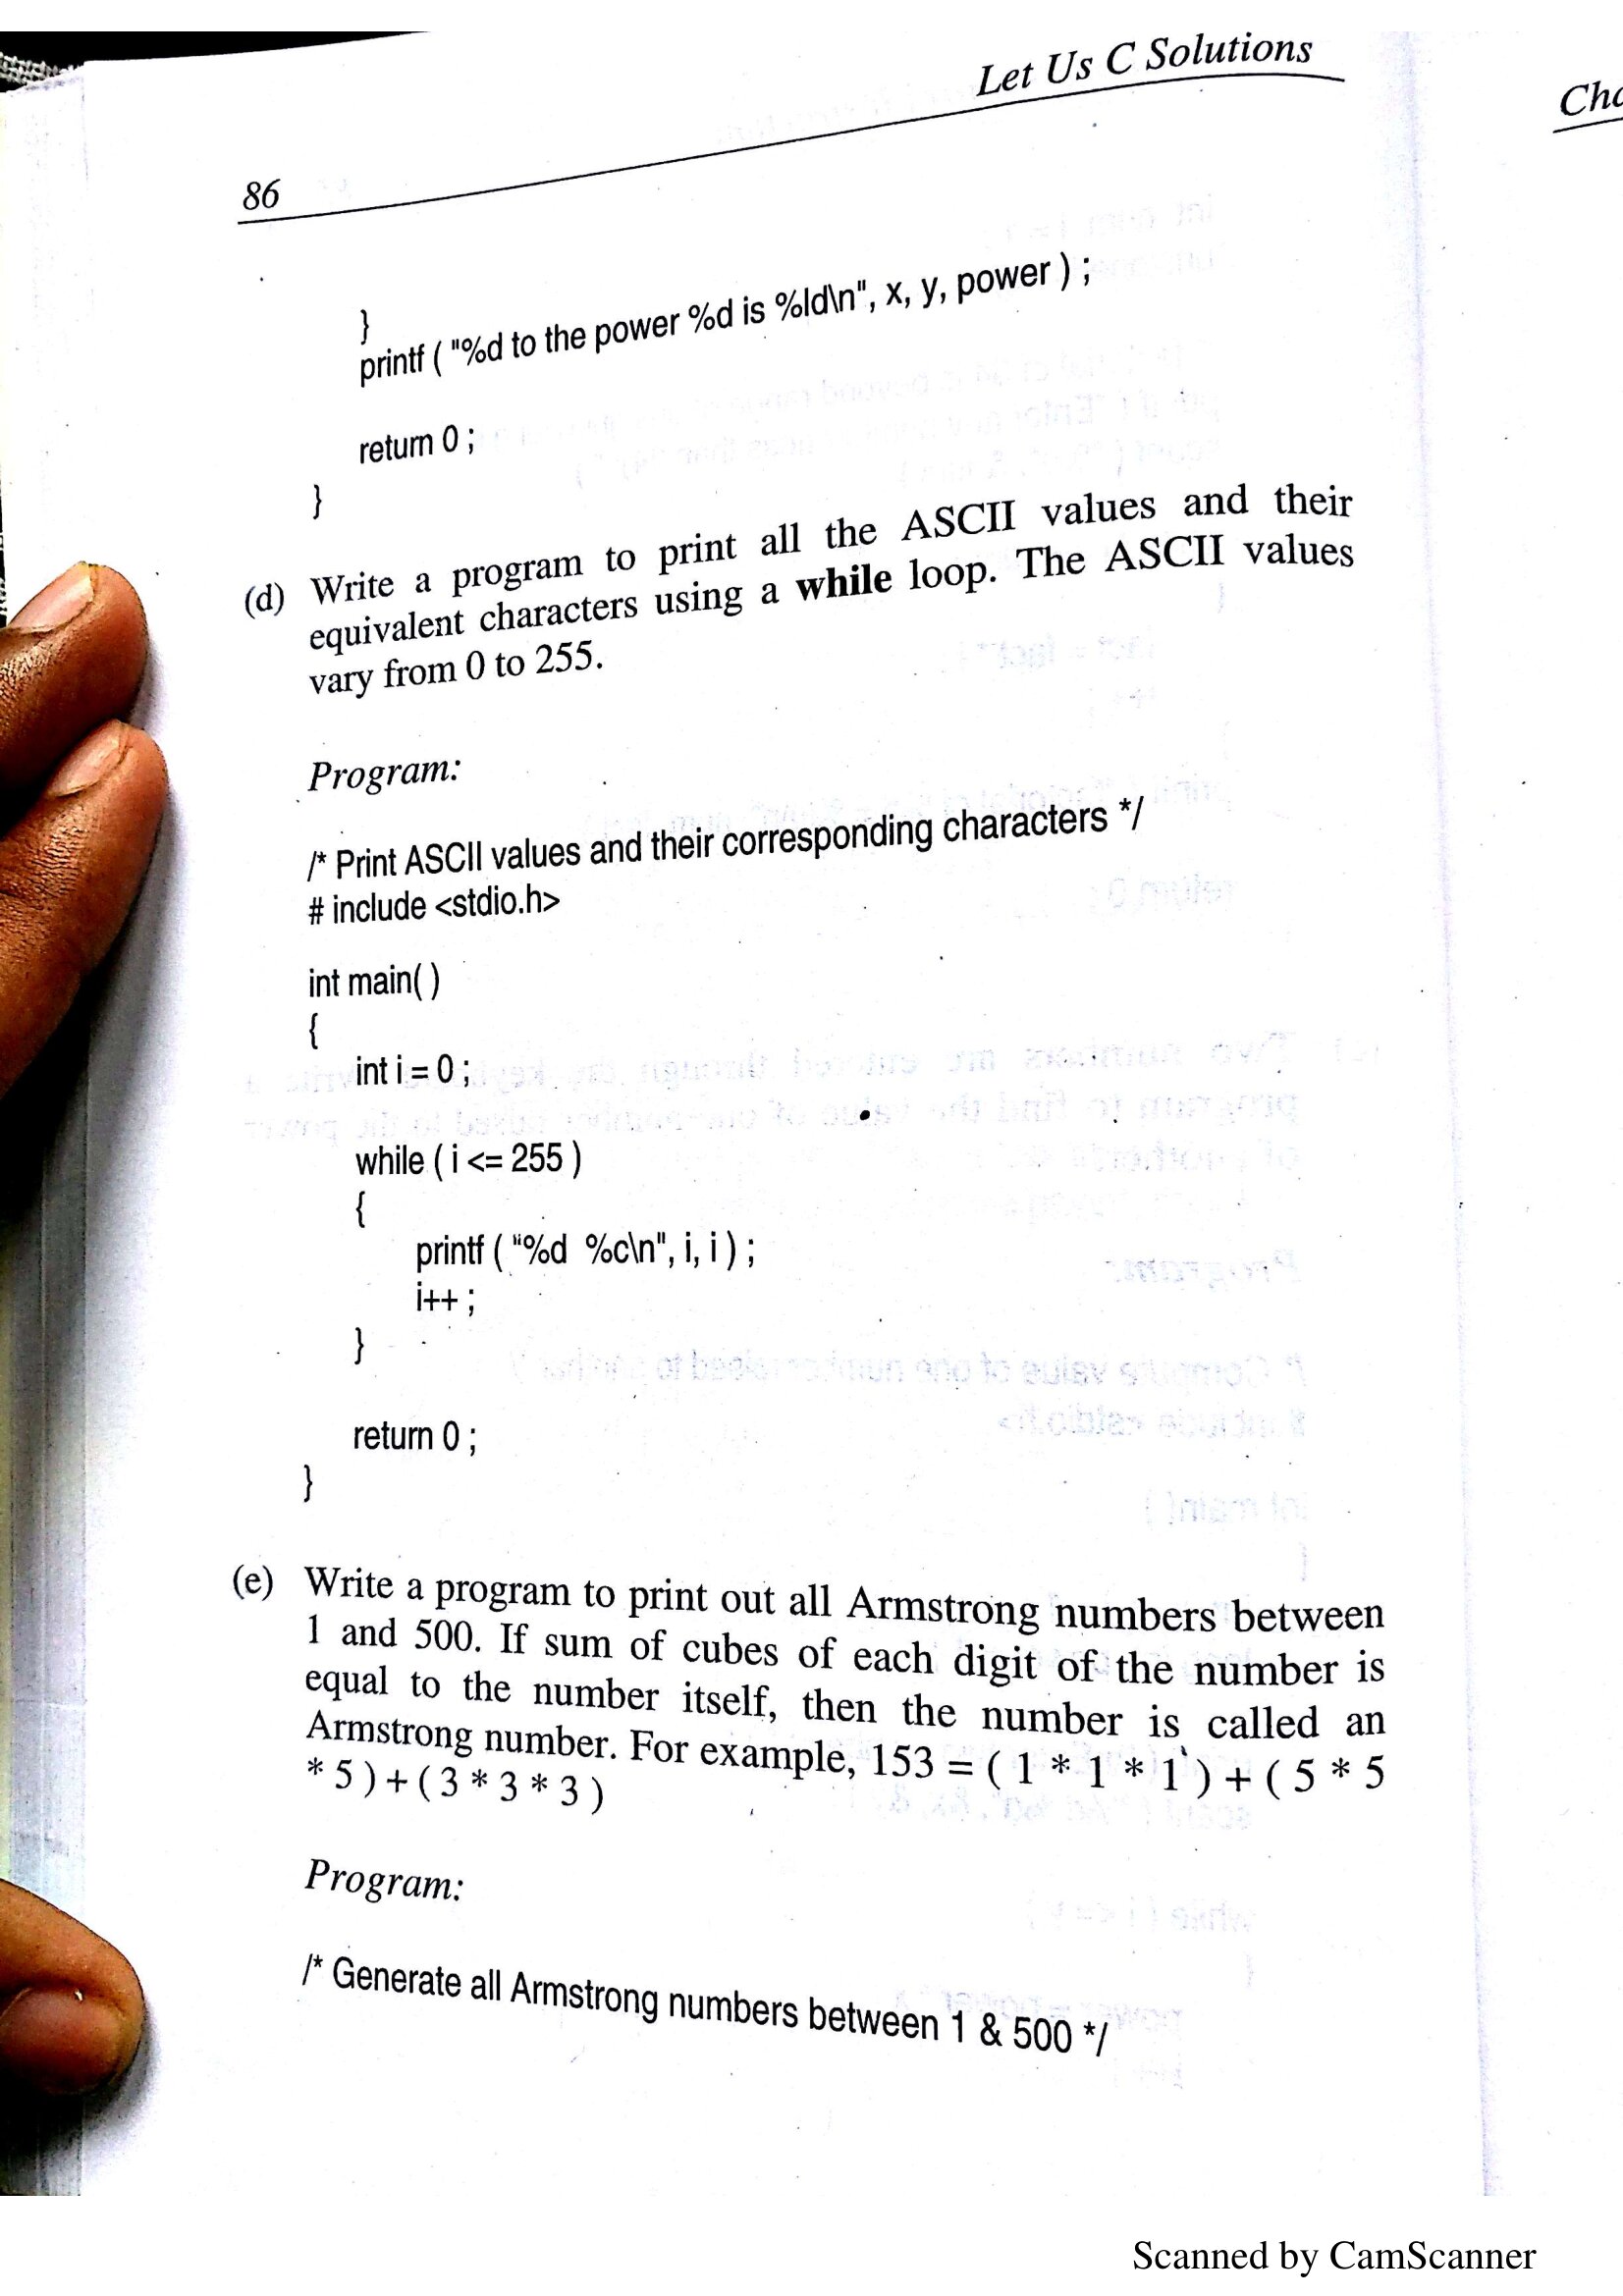 Let Us C Solutions
Cha
86
}
printf ( "%d to the power %d is %ld\n", x, y, power ) ;
return 0 ;
}
(d) Write a program to print all the ASCII values and their
equivalent characters using a while loop. The ASCII values
vary from 0 to 255.
Program:
/* Print ASCII values and their corresponding characters */
# include <stdio.h>
int main( )
{
int i = 0 ;
while ( i <= 255 )
{
printf ( "%d %c\n", i, i ) ;
i++ ;
}
return 0 ;
}
(e) Write a program to print out all Armstrong numbers between
1 and 500. If sum of cubes of each digit of the number is
equal to the number itself, then the number is called an
Armstrong number. For example, 153 = ( 1 * 1 * 1 ) + ( 5 * 5
* 5 ) + ( 3 * 3 * 3 )
Program:
/* Generate all Armstrong numbers between 1 & 500 */
Scanned by CamScanner